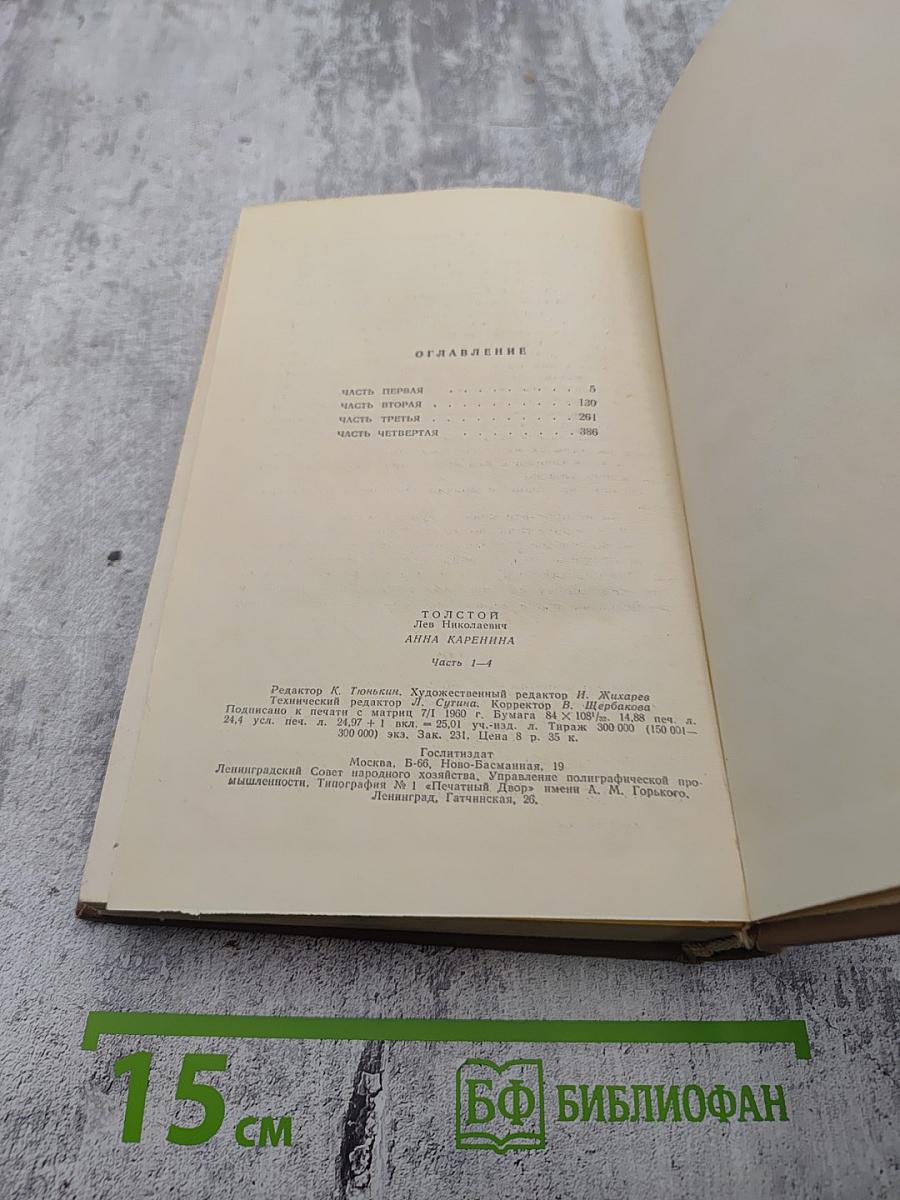 ОГЛАВЛЕНИЕ
ЧАСТЬ ПЕРВАЯ . . . . . . . . . . 5
ЧАСТЬ ВТОРАЯ . . . . . . . . . . . 130
ЧАСТЬ ТРЕТЬЯ . . . . . . . . . . . 261
ЧАСТЬ ЧЕТВЕРТАЯ . . . . . . . . . 386
ТОЛСТОЙ
Лев Николаевич
АННА КАРЕНИНА
Часть 1—4
Редактор К. Тюнькин. Художественный редактор И. Жихарев
Технический редактор Л. Сутина. Корректор В. Щербакова
Подписано к печати с матриц 7/I 1960 г. Бумага 84 × 108¹/₃₂. 14,88 печ. л.
24,4 усл. печ. л. 24,97 + 1 вкл. = 25,01 уч.-изд. л. Тираж 300 000 (150 001—
300 000) экз. Зак. 231. Цена 8 р. 35 к.
Гослитиздат
Москва, Б-66, Ново-Басманная, 19
Ленинградский Совет народного хозяйства. Управление полиграфической про-
мышленности. Типография № 1 «Печатный Двор» имени А. М. Горького.
Ленинград, Гатчинская, 26.
15 см
БФ БИБЛИОФАН